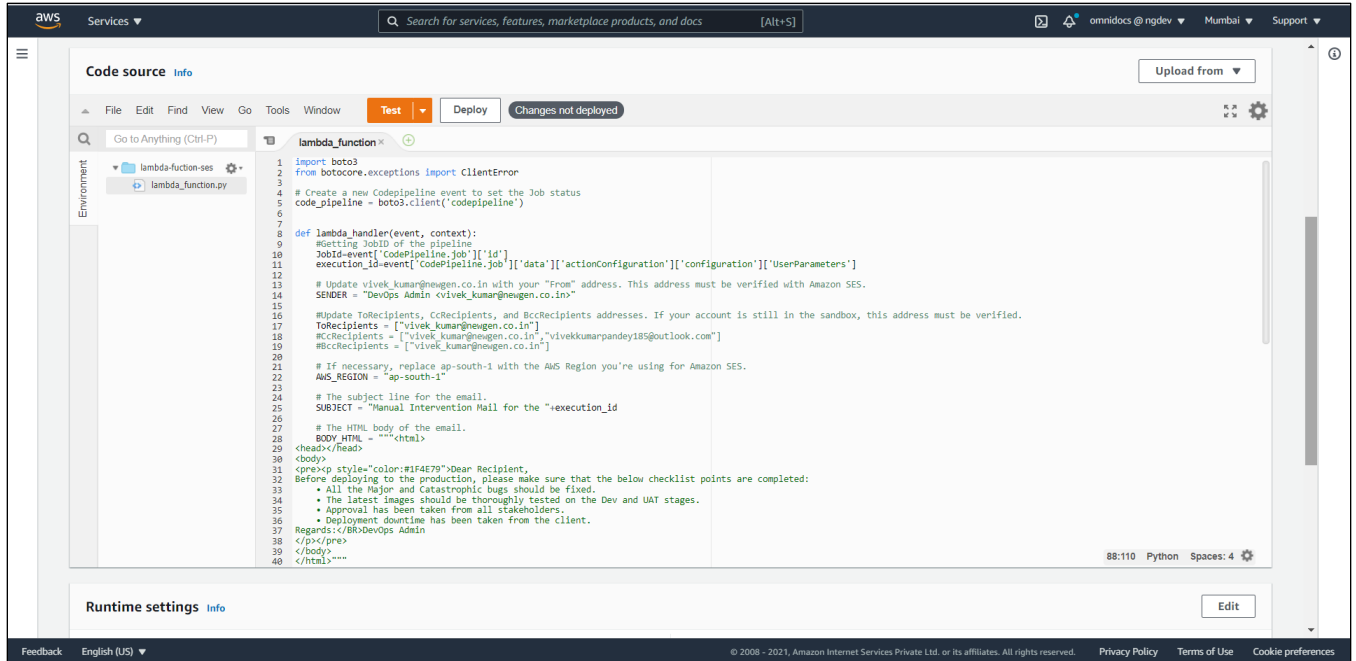 aws Services ▼ Search for services, features, marketplace products, and docs [Alt+S] omnidocs @ ngdev ▼ Mumbai ▼ Support ▼
Code source Info Upload from ▼
File Edit Find View Go Tools Window Test Deploy Changes not deployed
Go to Anything (Ctrl-P) lambda_function ×
Environment
lambda-fuction-ses
lambda_function.py
1 import boto3
2 from botocore.exceptions import ClientError
3
4 # Create a new Codepipeline event to set the Job status
5 code_pipeline = boto3.client('codepipeline')
6
7
8 def lambda_handler(event, context):
9 #Getting JobID of the pipeline
10 JobId=event['CodePipeline.job']['id']
11 execution_id=event['CodePipeline.job']['data']['actionConfiguration']['configuration']['UserParameters']
12
13 # Update vivek_kumar@newgen.co.in with your "From" address. This address must be verified with Amazon SES.
14 SENDER = "DevOps Admin <vivek_kumar@newgen.co.in>"
15
16 #Update ToRecipients, CcRecipients, and BccRecipients addresses. If your account is still in the sandbox, this address must be verified.
17 ToRecipients = ["vivek_kumar@newgen.co.in"]
18 #CcRecipients = ["vivek_kumar@newgen.co.in","vivekkumarpandey185@outlook.com"]
19 #BccRecipients = ["vivek_kumar@newgen.co.in"]
20
21 # If necessary, replace ap-south-1 with the AWS Region you're using for Amazon SES.
22 AWS_REGION = "ap-south-1"
23
24 # The subject line for the email.
25 SUBJECT = "Manual Intervention Mail for the "+execution_id
26
27 # The HTML body of the email.
28 BODY_HTML = """<html>
29 <head></head>
30 <body>
31 <pre><p style="color:#1F4E79">Dear Recipient,
32 Before deploying to the production, please make sure that the below checklist points are completed:
33 • All the Major and Catastrophic bugs should be fixed.
34 • The latest images should be thoroughly tested on the Dev and UAT stages.
35 • Approval has been taken from all stakeholders.
36 • Deployment downtime has been taken from the client.
37 Regards:</BR>DevOps Admin
38 </p></pre>
39 </body>
40 </html>"""
88:110 Python Spaces: 4
Runtime settings Info Edit
Feedback English (US) ▼ © 2008 - 2021, Amazon Internet Services Private Ltd. or its affiliates. All rights reserved. Privacy Policy Terms of Use Cookie preferences